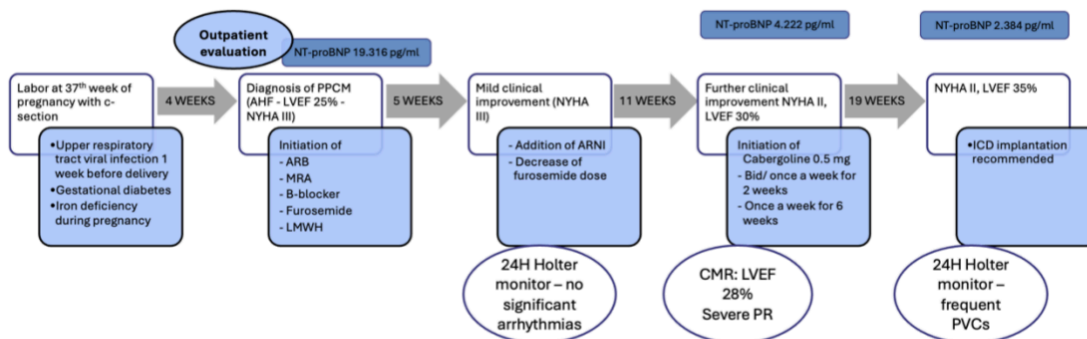 Outpatient
evaluation
NT-proBNP 19.316 pg/ml
NT-proBNP 4.222 pg/ml
NT-proBNP 2.384 pg/ml
Labor at 37th week of
pregnancy with c-
section
4 WEEKS
Diagnosis of PPCM
(AHF - LVEF 25% -
NYHA III)
5 WEEKS
Mild clinical
improvement (NYHA
III)
11 WEEKS
Further clinical
improvement NYHA II,
LVEF 30%
19 WEEKS
NYHA II, LVEF 35%
•Upper respiratory
tract viral infection 1
week before delivery
•Gestational diabetes
•Iron deficiency
during pregnancy
Initiation of
- ARB
- MRA
- B-blocker
- Furosemide
- LMWH
- Addition of ARNI
- Decrease of
furosemide dose
Initiation of
Cabergoline 0.5 mg
- Bid/ once a week for
2 weeks
- Once a week for 6
weeks
•ICD implantation
recommended
24H Holter
monitor – no
significant
arrhythmias
CMR: LVEF
28%
Severe PR
24H Holter
monitor –
frequent
PVCs